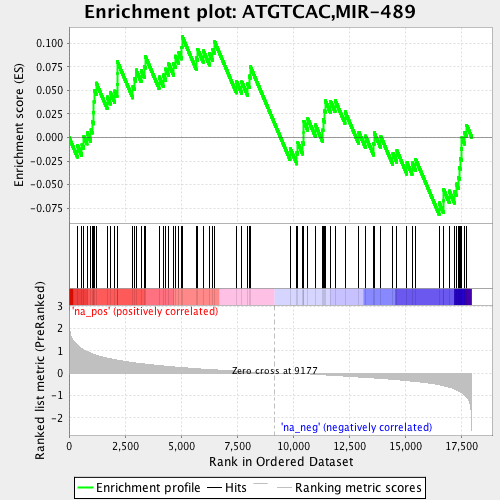 Enrichment plot: ATGTCAC,MIR-489
Enrichment score (ES)
0.100
0.075
0.050
0.025
0.000
-0.025
-0.050
-0.075
'na_pos' (positively correlated)
Ranked list metric (PreRanked)
3
2
1
0
-1
-2
Zero cross at 9177
'na_neg' (negatively correlated)
0 2,500 5,000 7,500 10,000 12,500 15,000 17,500
Rank in Ordered Dataset
Enrichment profile Hits Ranking metric scores